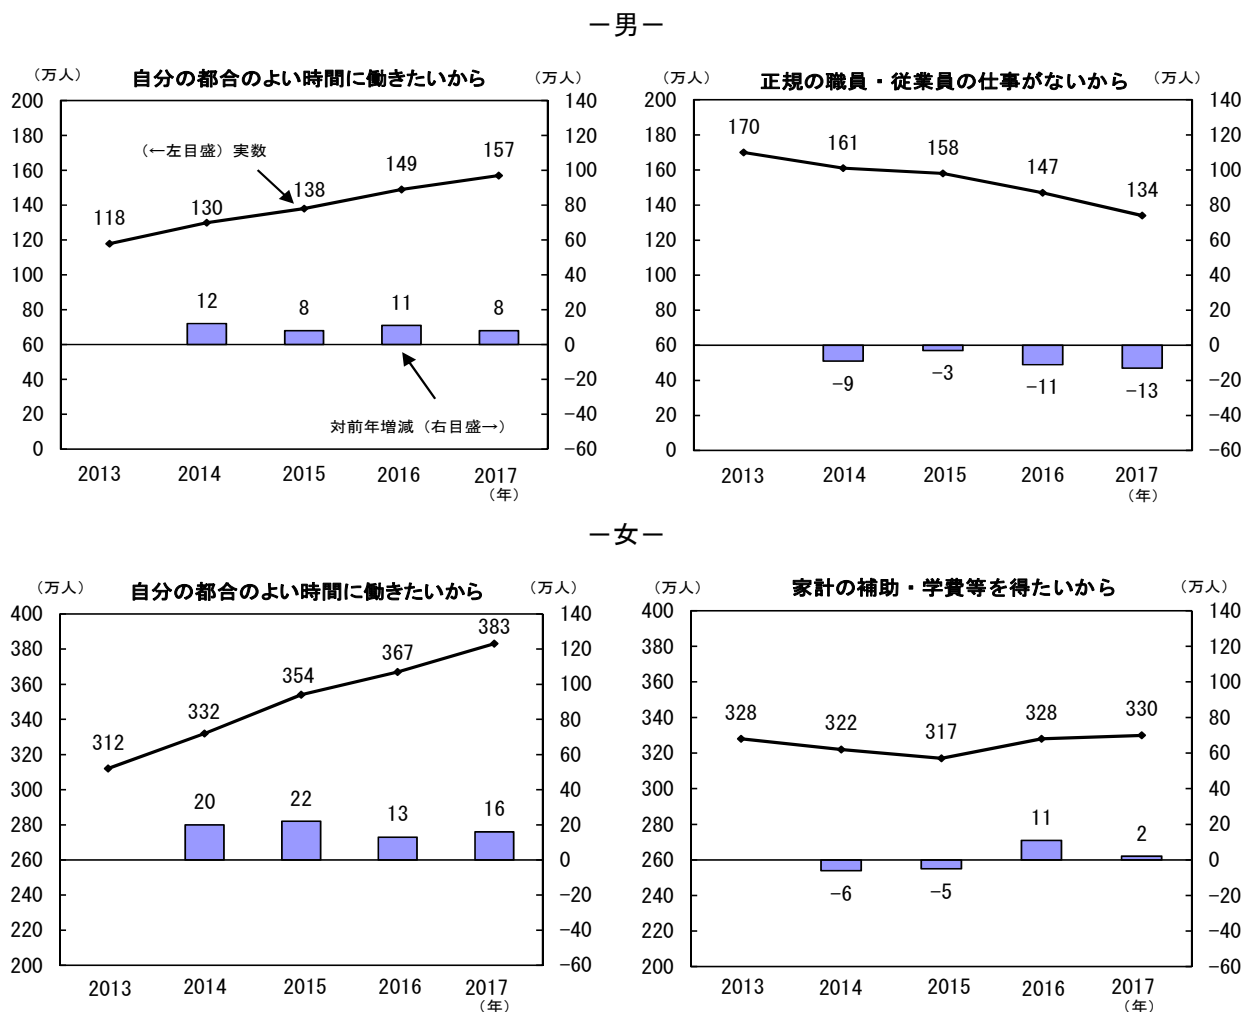 －男－
（万人） 自分の都合のよい時間に働きたいから （万人）
200 140
180 120
160 100
140 80
120 60
100 40
80 20
60 0
40 −20
20 −40
0 −60
（←左目盛）実数
118 130 138 149 157
12 8 11 8
対前年増減（右目盛→）
2013 2014 2015 2016 2017
（年）
（万人） 正規の職員・従業員の仕事がないから （万人）
200 140
180 120
160 100
140 80
120 60
100 40
80 20
60 0
40 −20
20 −40
0 −60
170 161 158 147 134
−9 −3 −11 −13
2013 2014 2015 2016 2017
（年）
－女－
（万人） 自分の都合のよい時間に働きたいから （万人）
400 140
380 120
360 100
340 80
320 60
300 40
280 20
260 0
240 −20
220 −40
200 −60
312 332 354 367 383
20 22 13 16
2013 2014 2015 2016 2017
（年）
（万人） 家計の補助・学費等を得たいから （万人）
400 140
380 120
360 100
340 80
320 60
300 40
280 20
260 0
240 −20
220 −40
200 −60
328 322 317 328 330
−6 −5 11 2
2013 2014 2015 2016 2017
（年）